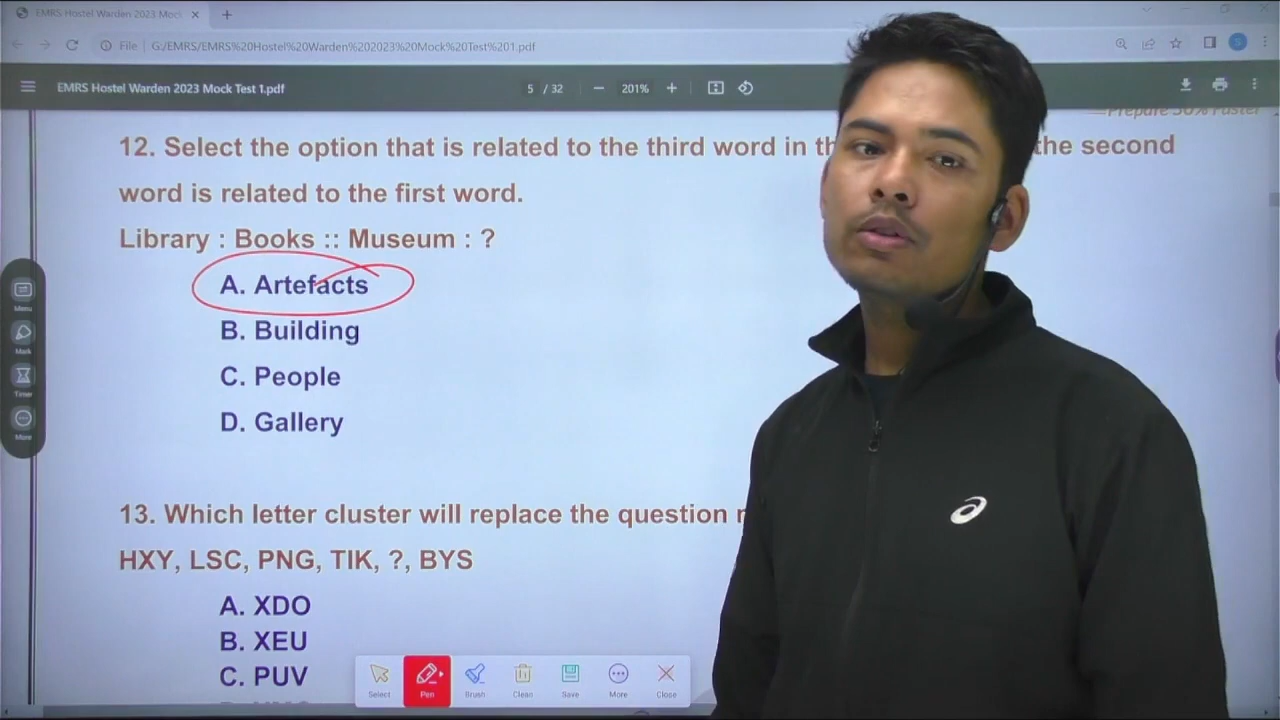 EMRS Hostel Warden 2023 Mock
File G:/EMRS/EMRS%20Hostel%20Warden%202023%20Mock%20Test%201.pdf
EMRS Hostel Warden 2023 Mock Test 1.pdf 5 / 32 201%
Prepare 50% Faster
12. Select the option that is related to the third word in the second
word is related to the first word.
Library : Books :: Museum : ?
A. Artefacts
B. Building
C. People
D. Gallery
13. Which letter cluster will replace the question
HXY, LSC, PNG, TIK, ?, BYS
A. XDO
B. XEU
C. PUV
Menu
Mark
Timer
More
Select Pen Brush Clean Save More Close